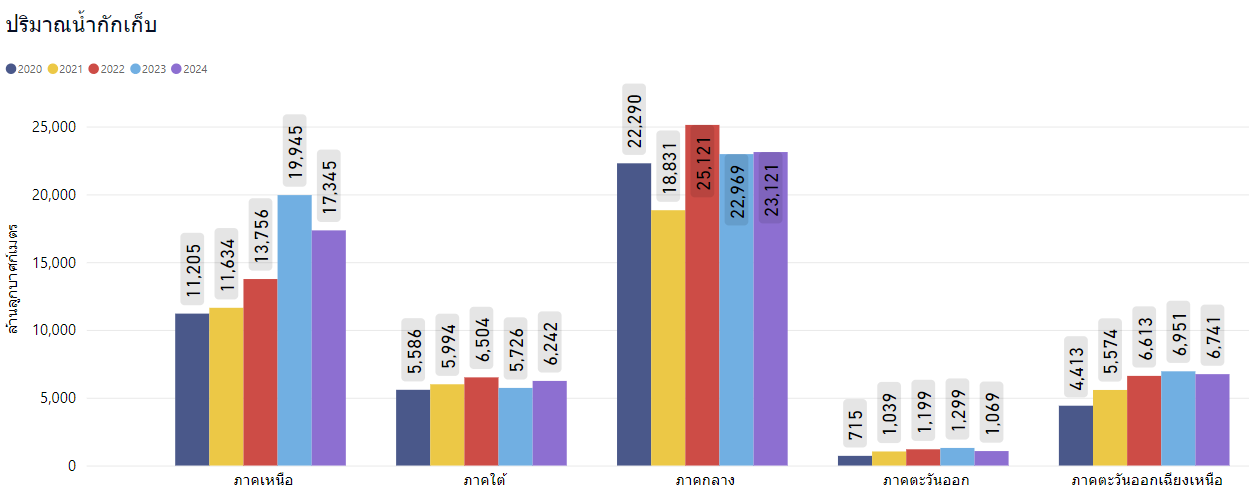 ปริมาณน้ำกักเก็บ
2020 2021 2022 2023 2024
ล้านลูกบาศก์เมตร
25,000
20,000
15,000
10,000
5,000
0
11,205 11,634 13,756 19,945 17,345
5,586 5,994 6,504 5,726 6,242
22,290 18,831 25,121 22,969 23,121
715 1,039 1,199 1,299 1,069
4,413 5,574 6,613 6,951 6,741
ภาคเหนือ ภาคใต้ ภาคกลาง ภาคตะวันออก ภาคตะวันออกเฉียงเหนือ